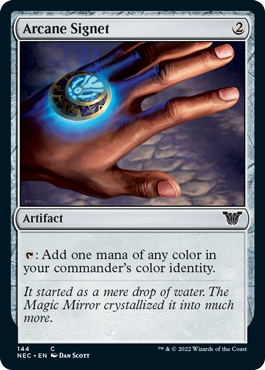 Arcane Signet 2
Artifact
: Add one mana of any color in
your commander's color identity.
It started as a mere drop of water. The
Magic Mirror crystallized it into much
more.
144 C
NEC • EN Dan Scott
™ & © 2022 Wizards of the Coast